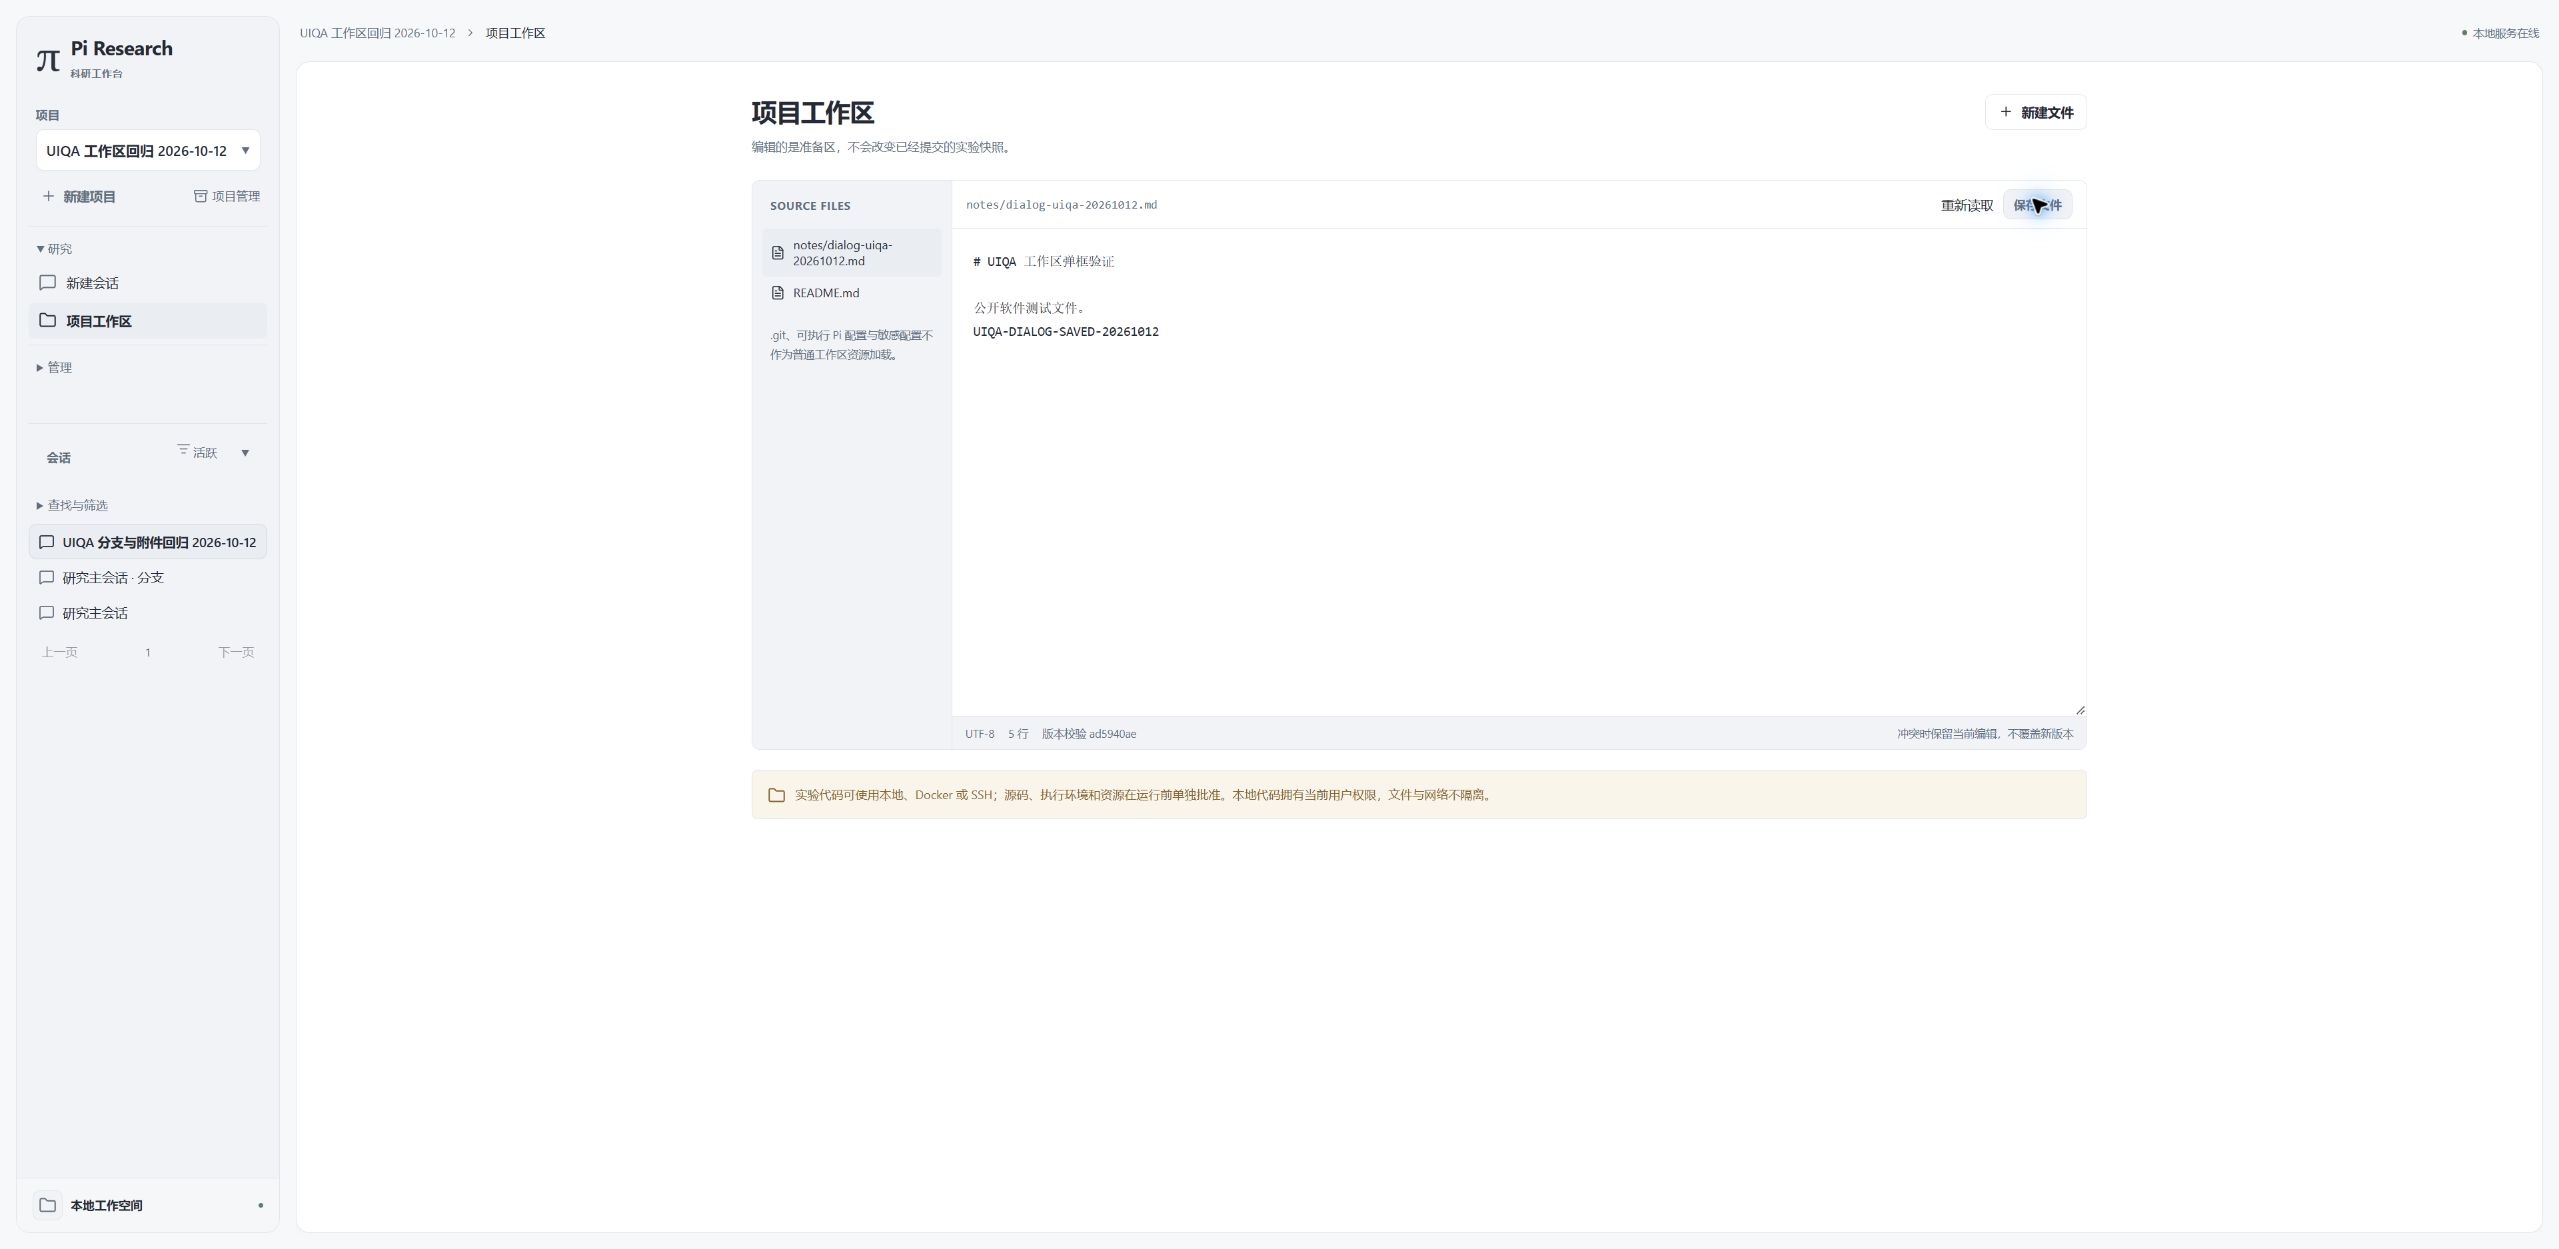 Pi Research
科研工作台
项目
UIQA 工作区回归 2026-10-12
新建项目
项目管理
研究
新建会话
项目工作区
管理
会话
活跃
查找与筛选
UIQA 分支与附件回归 2026-10-12
研究主会话 · 分支
研究主会话
上一页 1 下一页
本地工作空间
UIQA 工作区回归 2026-10-12 > 项目工作区
本地服务在线
项目工作区
新建文件
编辑的是准备区，不会改变已经提交的实验快照。
SOURCE FILES
notes/dialog-uiqa-
20261012.md
README.md
.git、可执行 Pi 配置与敏感配置不
作为普通工作区资源加载。
notes/dialog-uiqa-20261012.md
重新读取
保存文件
# UIQA 工作区弹框验证
公开软件测试文件。
UIQA-DIALOG-SAVED-20261012
UTF-8 5 行 版本校验 ad5940ae
冲突时保留当前编辑，不覆盖新版本
实验代码可使用本地、Docker 或 SSH；源码、执行环境和资源在运行前单独批准。本地代码拥有当前用户权限，文件与网络不隔离。